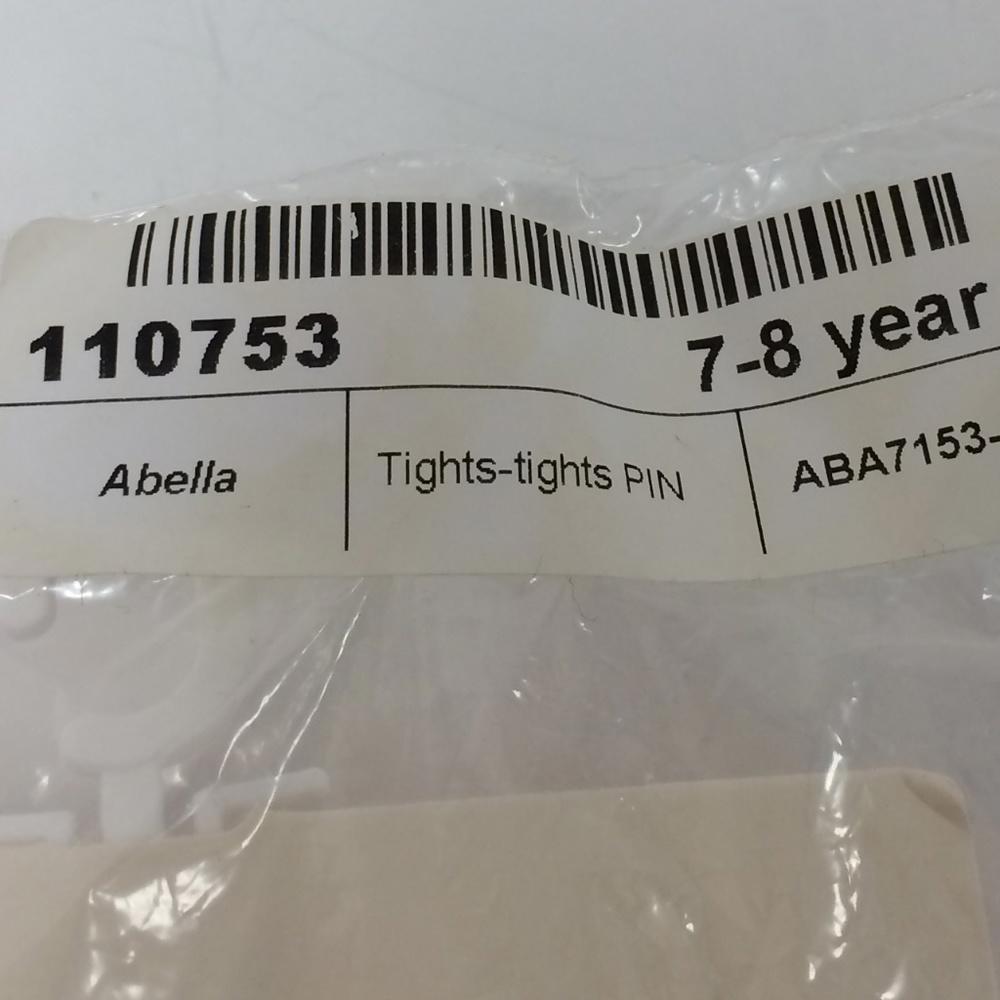 110753 7-8 year
Abella Tights-tights PIN ABA7153-